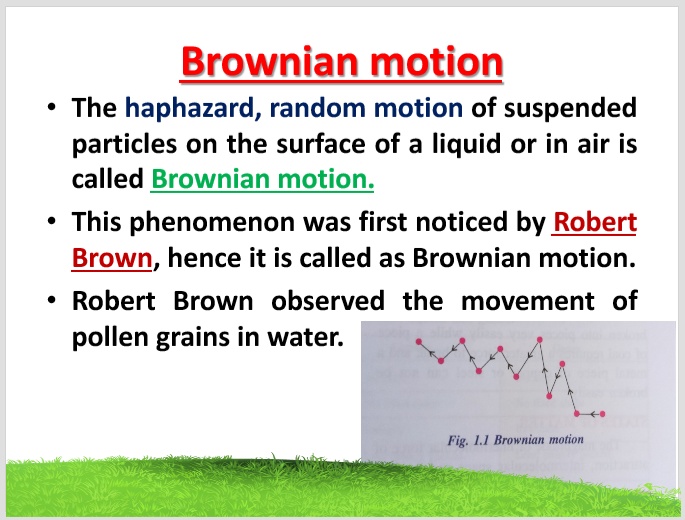 Brownian motion
• The haphazard, random motion of suspended
particles on the surface of a liquid or in air is
called Brownian motion.
• This phenomenon was first noticed by Robert
Brown, hence it is called as Brownian motion.
• Robert Brown observed the movement of
pollen grains in water.
Fig. 1.1 Brownian motion